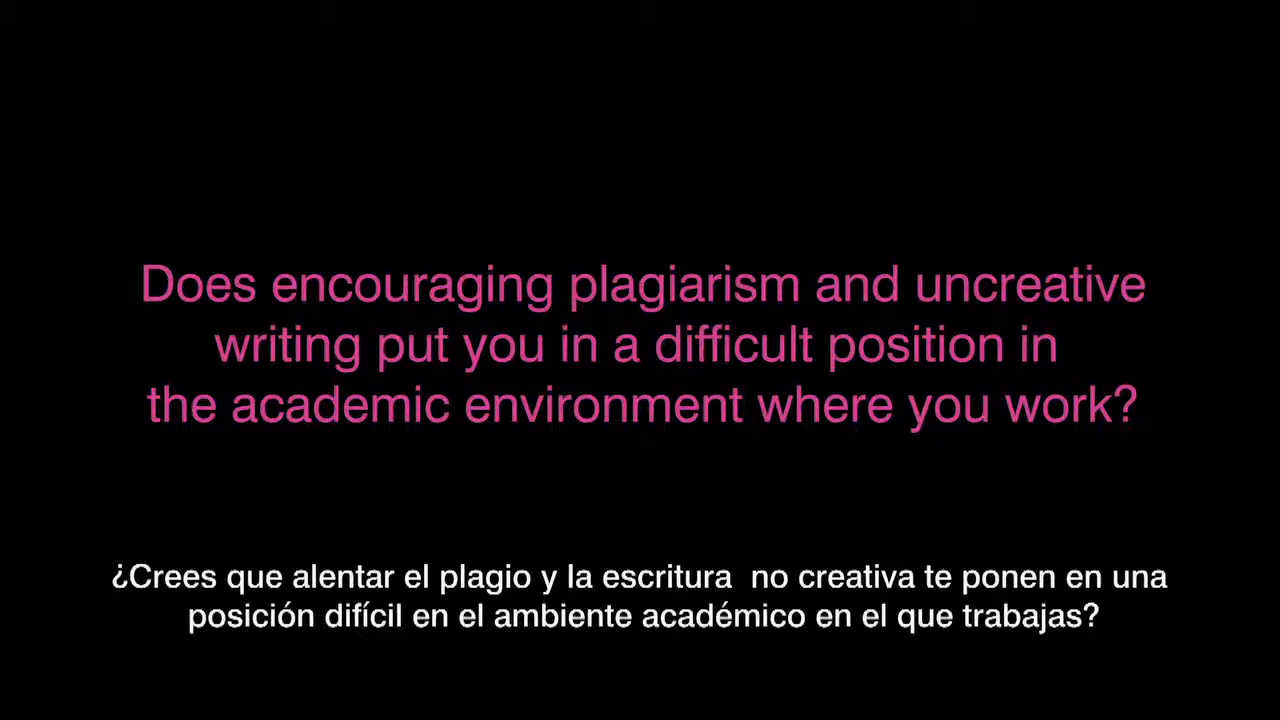 Does encouraging plagiarism and uncreative
writing put you in a difficult position in
the academic environment where you work?
¿Crees que alentar el plagio y la escritura  no creativa te ponen en una
posición difícil en el ambiente académico en el que trabajas?